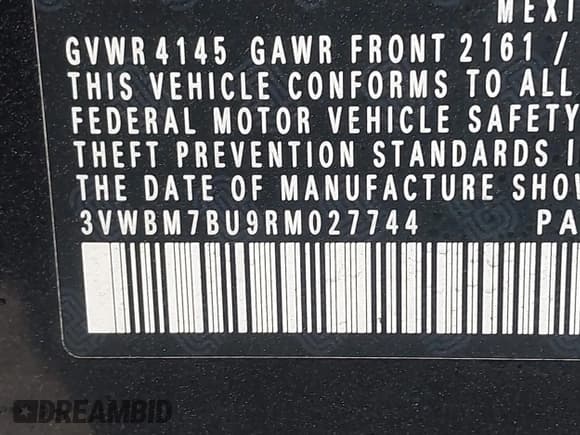 MEXI
GVWR 4145 GAWR FRONT 2161 /
THIS VEHICLE CONFORMS TO ALL
FEDERAL MOTOR VEHICLE SAFETY
THEFT PREVENTION STANDARDS I
THE DATE OF MANUFACTURE SHO
3VWBM7BU9RM027744 PA
DREAMBID